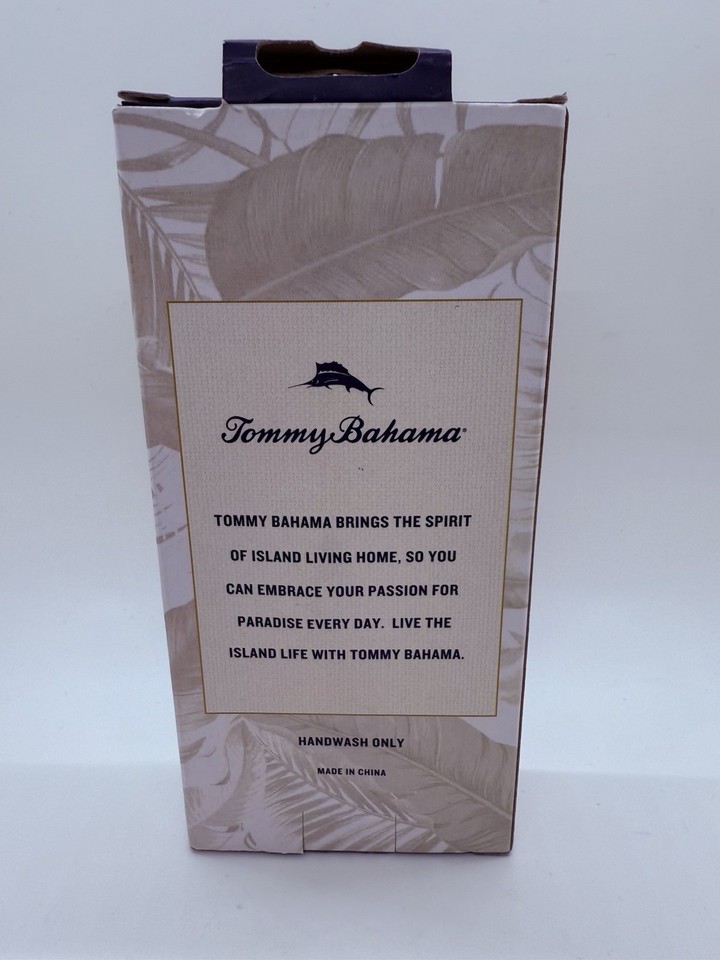 Tommy Bahama®
TOMMY BAHAMA BRINGS THE SPIRIT
OF ISLAND LIVING HOME, SO YOU
CAN EMBRACE YOUR PASSION FOR
PARADISE EVERY DAY. LIVE THE
ISLAND LIFE WITH TOMMY BAHAMA.
HANDWASH ONLY
MADE IN CHINA